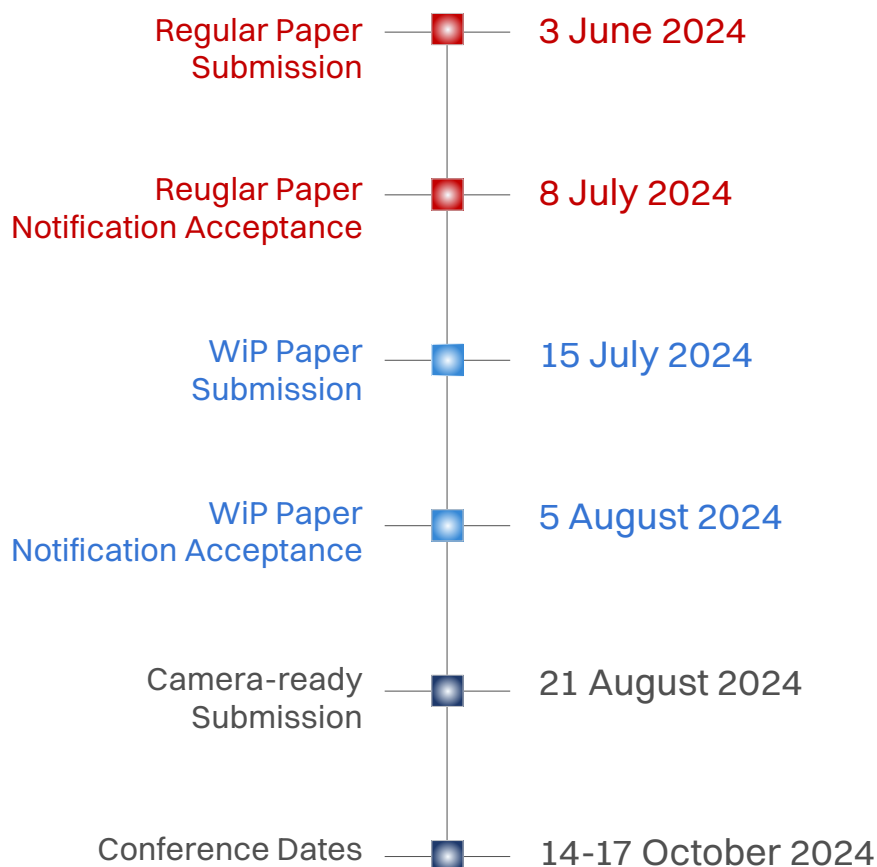 Regular Paper
Submission
3 June 2024
Reuglar Paper
Notification Acceptance
8 July 2024
WiP Paper
Submission
15 July 2024
WiP Paper
Notification Acceptance
5 August 2024
Camera-ready
Submission
21 August 2024
Conference Dates
14-17 October 2024